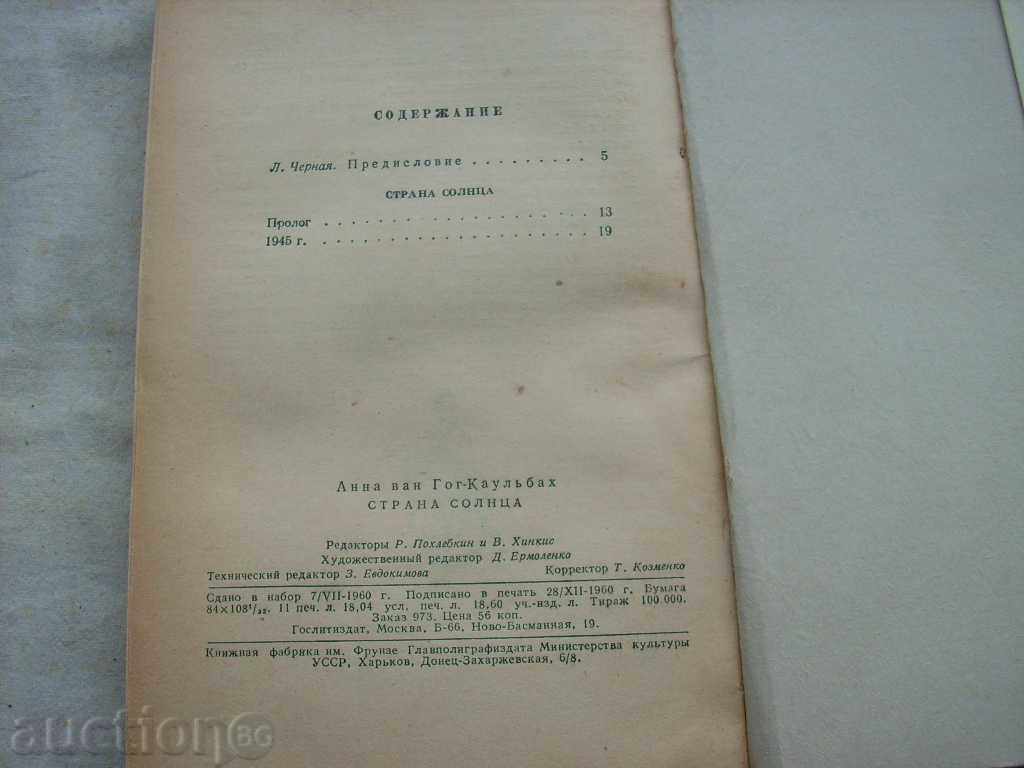 СОДЕРЖАНИЕ
Л. Черная. Предисловие . . . . . . . . . 5
СТРАНА СОЛНЦА
Пролог . . . . . . . . . . . . . . . . . . 13
1945 г. . . . . . . . . . . . . . . . . . . . 19
Анна ван Гог-Каульбах
СТРАНА СОЛНЦА
Редакторы Р. Похлебкин и В. Хинкис
Художественный редактор Д. Ермоленко
Технический редактор З. Евдокимова Корректор Т. Козменко
Сдано в набор 7/VII-1960 г. Подписано в печать 28/XII-1960 г. Бумага
84×108¹/₃₂. 11 печ. л. 18,04 усл. печ. л. 18,60 уч.-изд. л. Тираж 100.000.
Заказ 973. Цена 56 коп.
Гослитиздат, Москва, Б-66, Ново-Басманная, 19.
Книжная фабрика им. Фрунзе Главполиграфиздата Министерства культуры
УССР, Харьков, Донец-Захаржевская, 6/8.
auctionBG